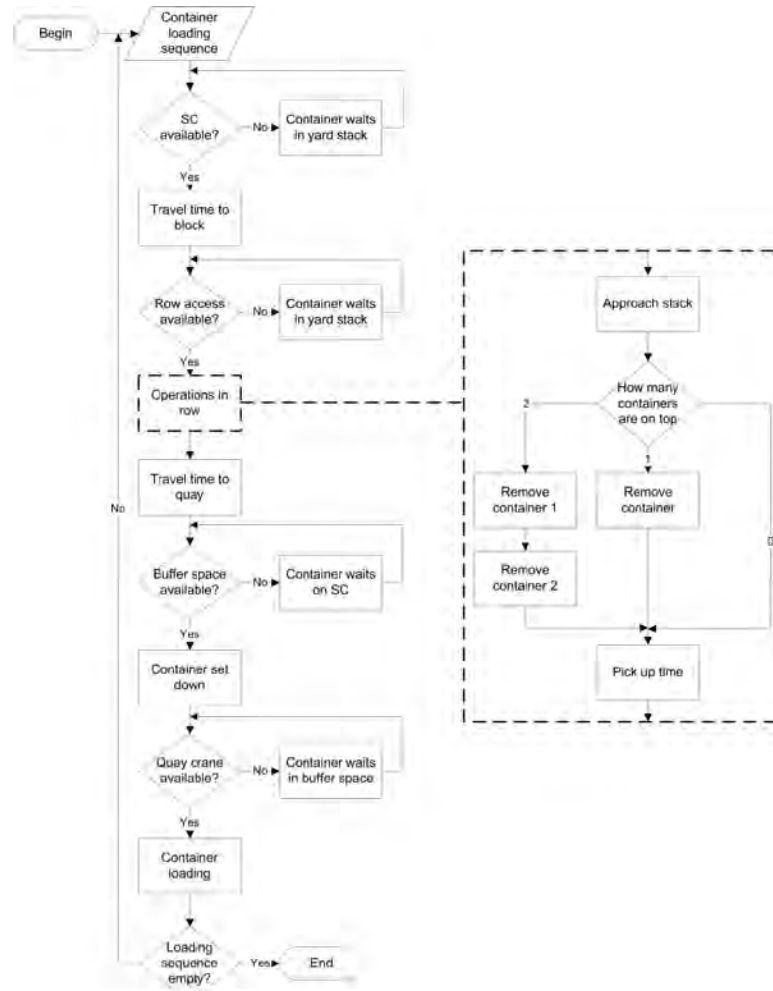 Begin
Container
loading
sequence
SC
available?
No
Container waits
in yard stack
Yes
Travel time to
block
Row access
available?
No
Container waits
in yard stack
Yes
Operations in
row
Travel time to
quay
No
Buffer space
available?
No
Container waits
on SC
Yes
Container set
down
Quay crane
available?
No
Container waits
in buffer space
Yes
Container
loading
Loading
sequence
empty?
Yes
End
Approach stack
How many
containers
are on top
2
1
0
Remove
container 1
Remove
container
Remove
container 2
Pick up time